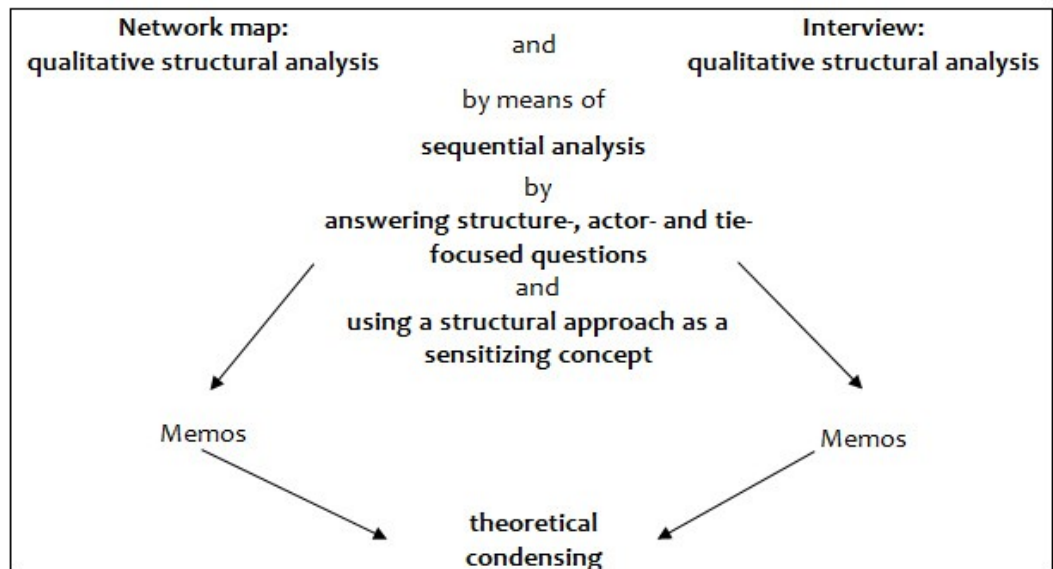 Network map:
qualitative structural analysis
and
Interview:
qualitative structural analysis
by means of
sequential analysis
by
answering structure-, actor- and tie-
focused questions
and
using a structural approach as a
sensitizing concept
Memos
Memos
theoretical
condensing